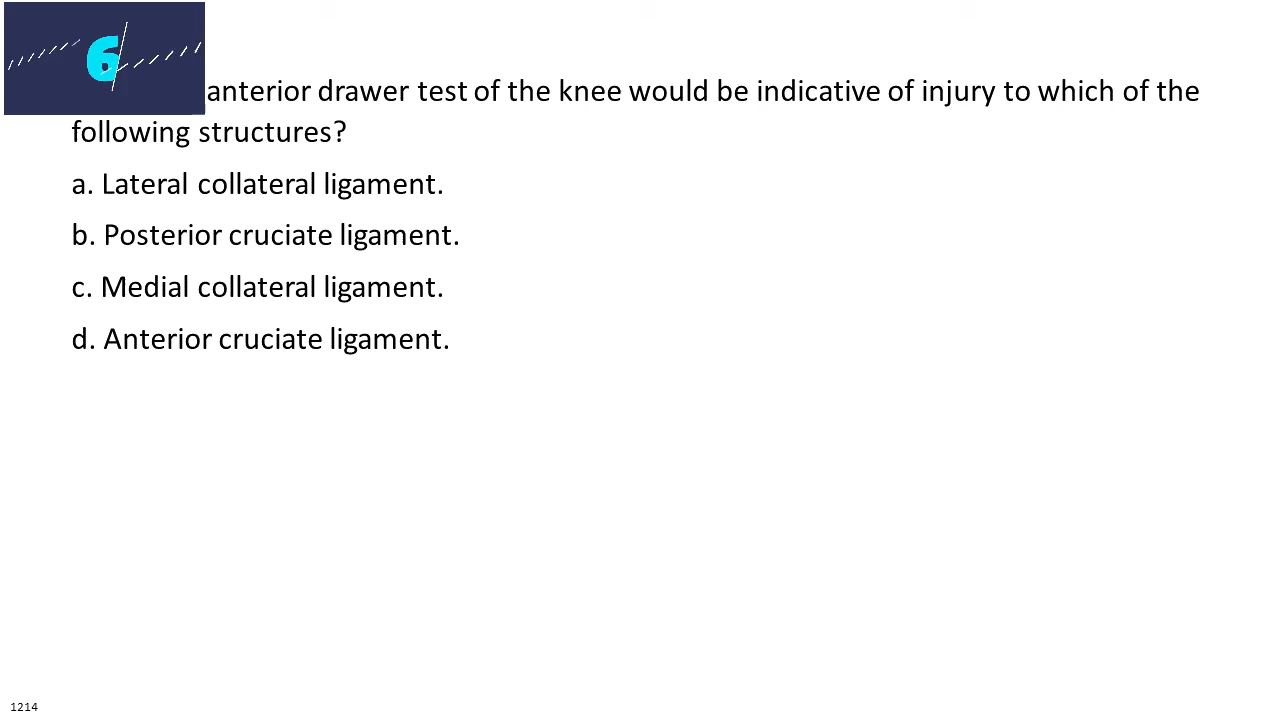 6
anterior drawer test of the knee would be indicative of injury to which of the
following structures?
a. Lateral collateral ligament.
b. Posterior cruciate ligament.
c. Medial collateral ligament.
d. Anterior cruciate ligament.
1214